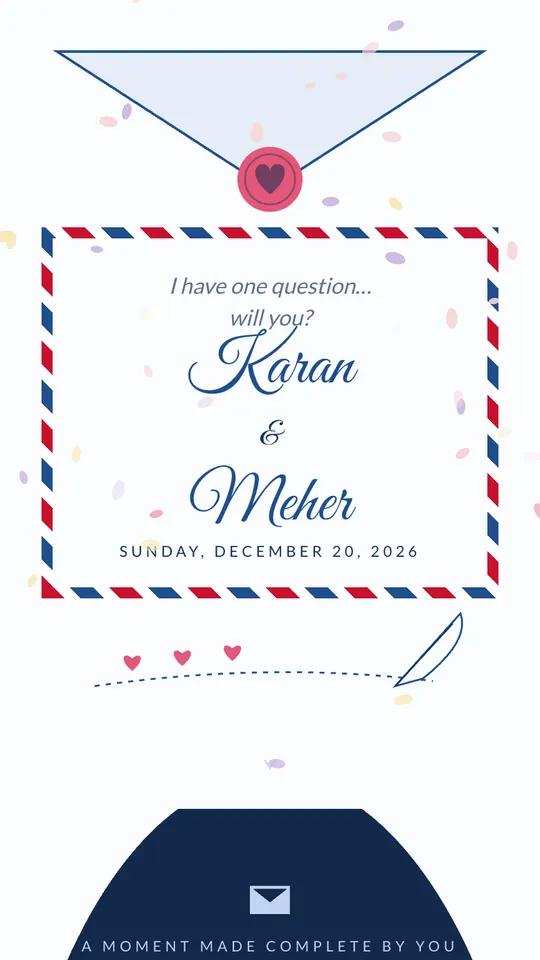 I have one question...
will you?
Karan
&
Meher
SUNDAY, DECEMBER 20, 2026
A MOMENT MADE COMPLETE BY YOU